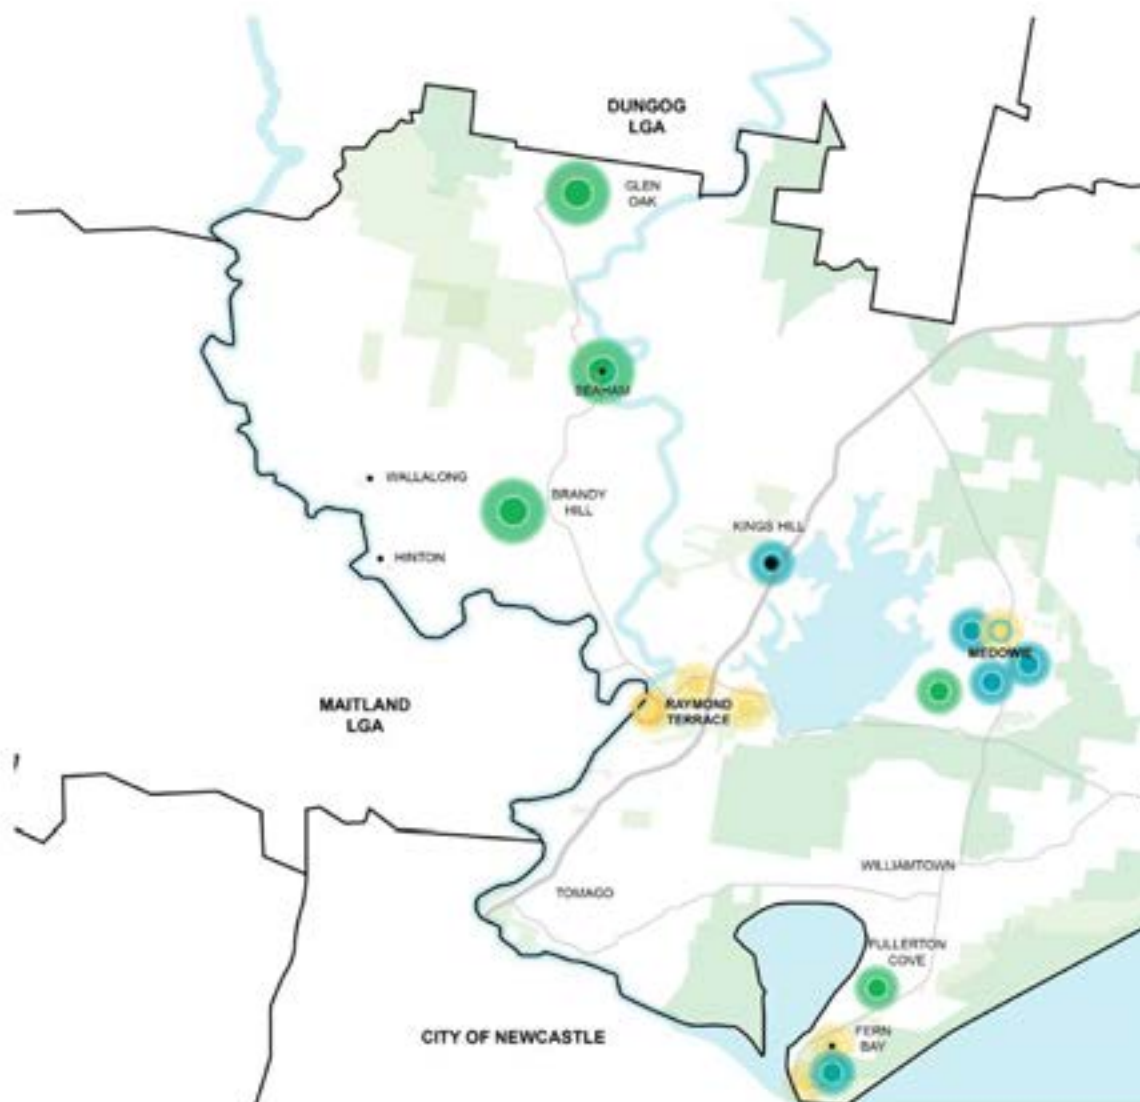 DUNGOG
LGA
GLEN
OAK
SEAHAM
WALLALONG
BRANDY
HILL
KINGS HILL
HINTON
MEDOWIE
MAITLAND
LGA
RAYMOND
TERRACE
WILLIAMTOWN
TOMAGO
FULLERTON
COVE
CITY OF NEWCASTLE
FERN
BAY